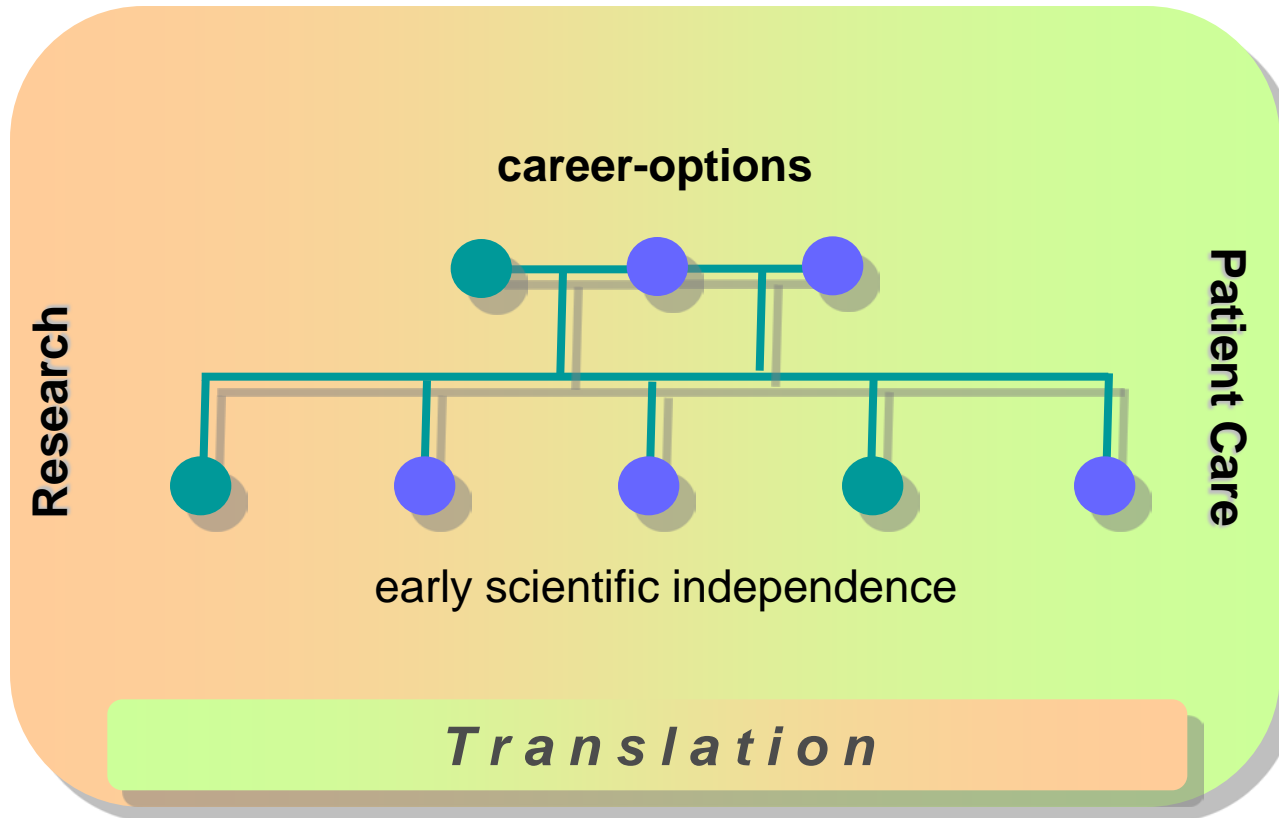 career-options
Research
Patient Care
early scientific independence
Translation